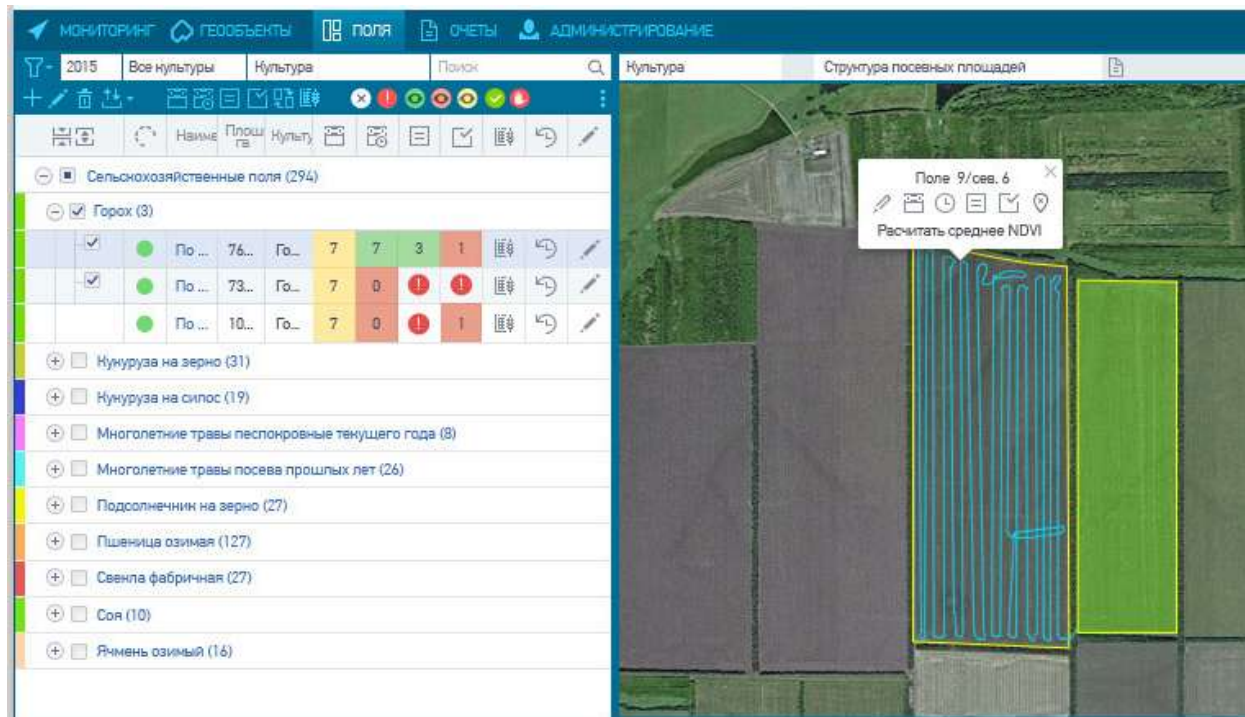 МОНИТОРИНГ ГЕООБЪЕКТЫ ПОЛЯ ОЧЕТЫ АДМИНИСТРИРОВАНИЕ
2015 Все культуры Культура Поиск Культура Структура посевных площадей
Наиме Площ га Культу
Сельскохозяйственные поля (294)
Горох (3)
По ... 76... Го... 7 7 3 1
По ... 73... Го... 7 0
По ... 10... Го... 7 0 1
Кукуруза на зерно (31)
Кукуруза на силос (19)
Многолетние травы песпокровные текущего года (8)
Многолетние травы посева прошлых лет (26)
Подсолнечник на зерно (27)
Пшеница озимая (127)
Свекла фабричная (27)
Соя (10)
Ячмень озимый (16)
Поле 9/сев. 6
Расчитать среднее NDVI